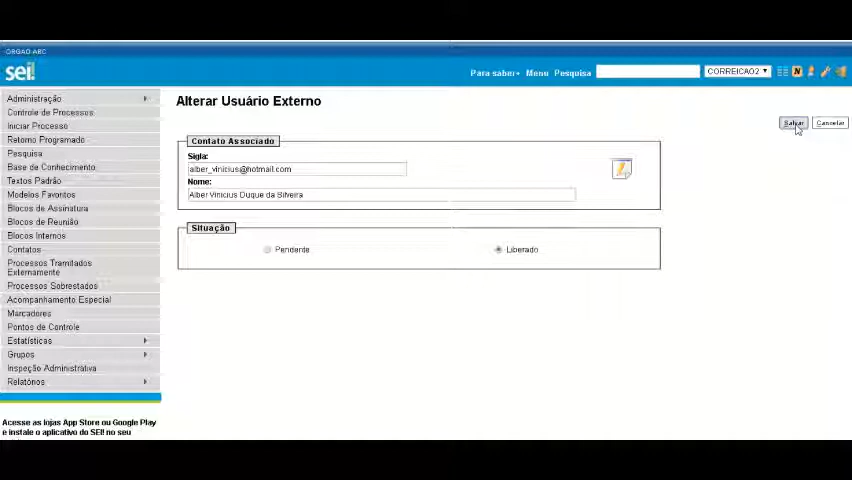 ORGAO-ABC
sei!
Para saber+ Menu Pesquisa
CORREICAO2
N
Administração
Controle de Processos
Iniciar Processo
Retorno Programado
Pesquisa
Base de Conhecimento
Textos Padrão
Modelos Favoritos
Blocos de Assinatura
Blocos de Reunião
Blocos Internos
Contatos
Processos Tramitados
Externamente
Processos Sobrestados
Acompanhamento Especial
Marcadores
Pontos de Controle
Estatísticas
Grupos
Inspeção Administrativa
Relatórios
Acesse as lojas App Store ou Google Play
e instale o aplicativo do SEI! no seu
Alterar Usuário Externo
Salvar Cancelar
Contato Associado
Sigla:
alber_vinicius@hotmail.com
Nome:
Alber Vinicius Duque da Silveira
Situação
Pendente Liberado